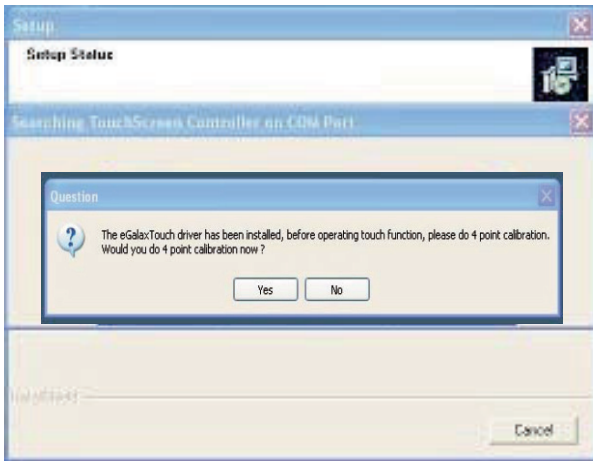 Setup
Setup Status
Searching TouchScreen Controller on COM Port
Question
The eGalaxTouch driver has been installed, before operating touch function, please do 4 point calibration.
Would you do 4 point calibration now ?
Yes No
Cancel